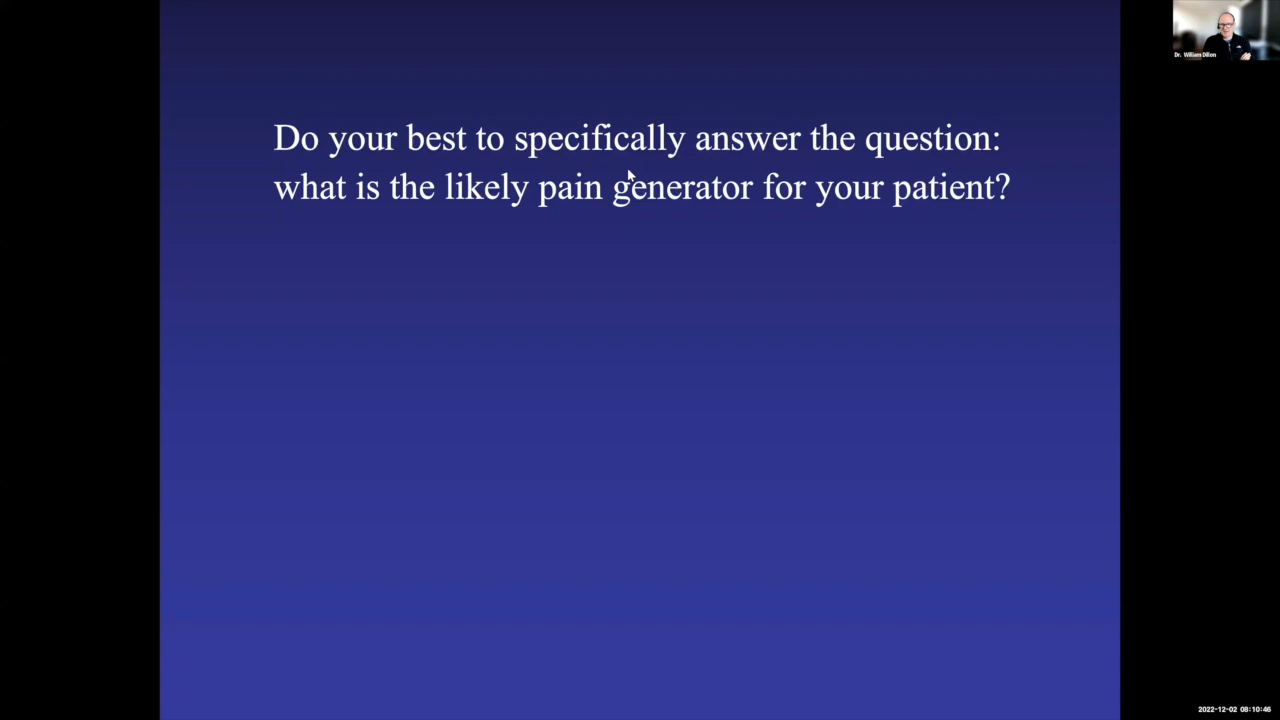 Dr. William Dillon
Do your best to specifically answer the question:
what is the likely pain generator for your patient?
2022-12-02 08:10:46